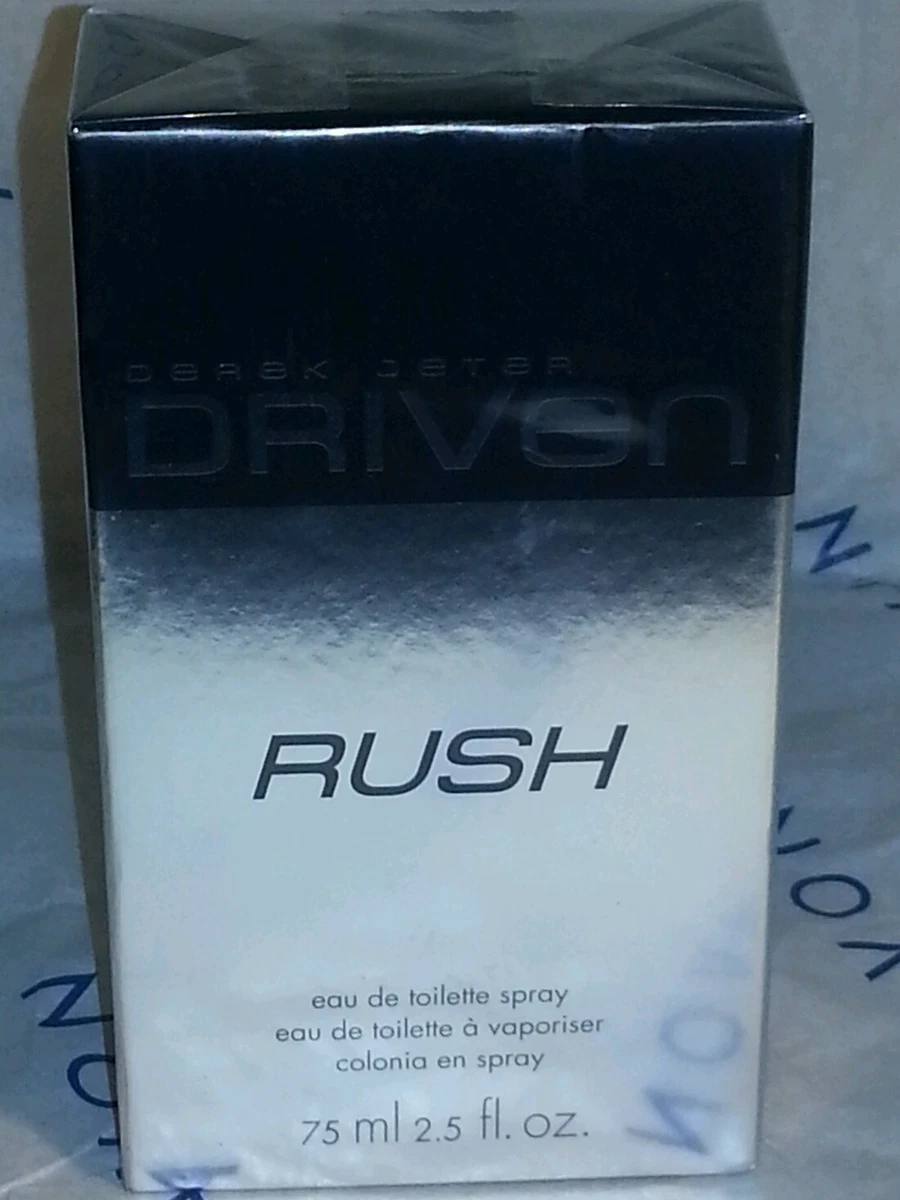 DEREK JETER
DRIVEN
RUSH
eau de toilette spray
eau de toilette à vaporiser
colonia en spray
75 ml 2.5 fl. oz.